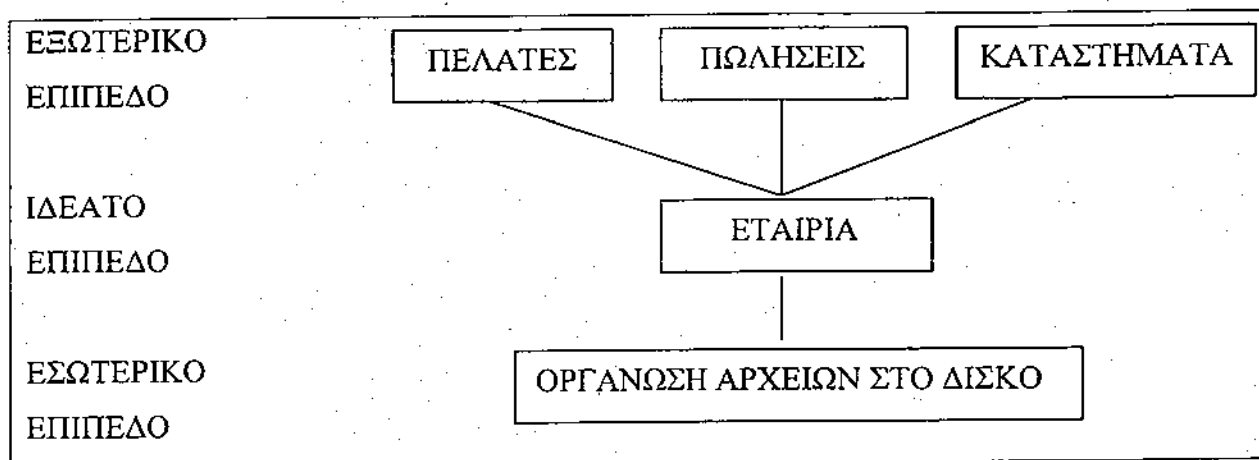 ΕΞΩΤΕΡΙΚΟ
ΕΠΙΠΕΔΟ
ΠΕΛΑΤΕΣ
ΠΩΛΗΣΕΙΣ
ΚΑΤΑΣΤΗΜΑΤΑ
ΙΔΕΑΤΟ
ΕΠΙΠΕΔΟ
ΕΤΑΙΡΙΑ
ΕΣΩΤΕΡΙΚΟ
ΕΠΙΠΕΔΟ
ΟΡΓΑΝΩΣΗ ΑΡΧΕΙΩΝ ΣΤΟ ΔΙΣΚΟ